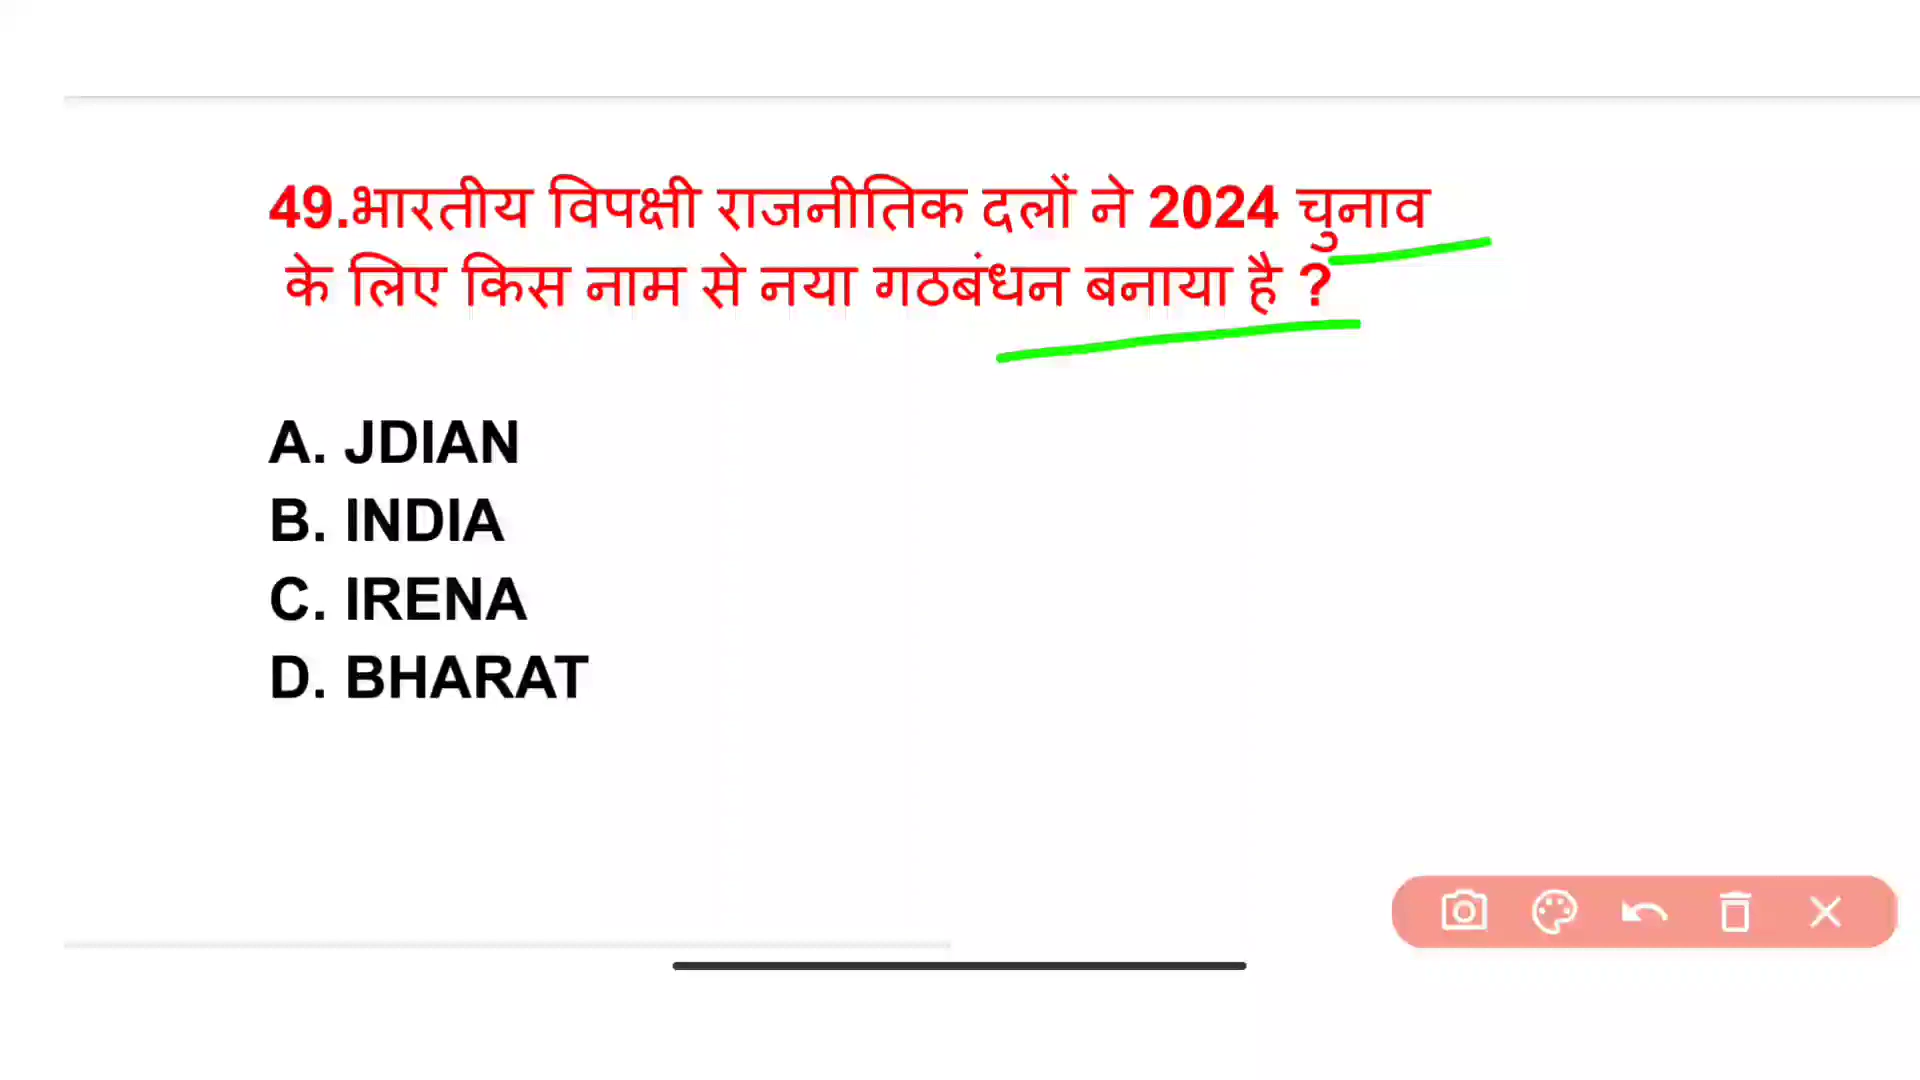 49.भारतीय विपक्षी राजनीतिक दलों ने 2024 चुनाव
के लिए किस नाम से नया गठबंधन बनाया है ?
A. JDIAN
B. INDIA
C. IRENA
D. BHARAT